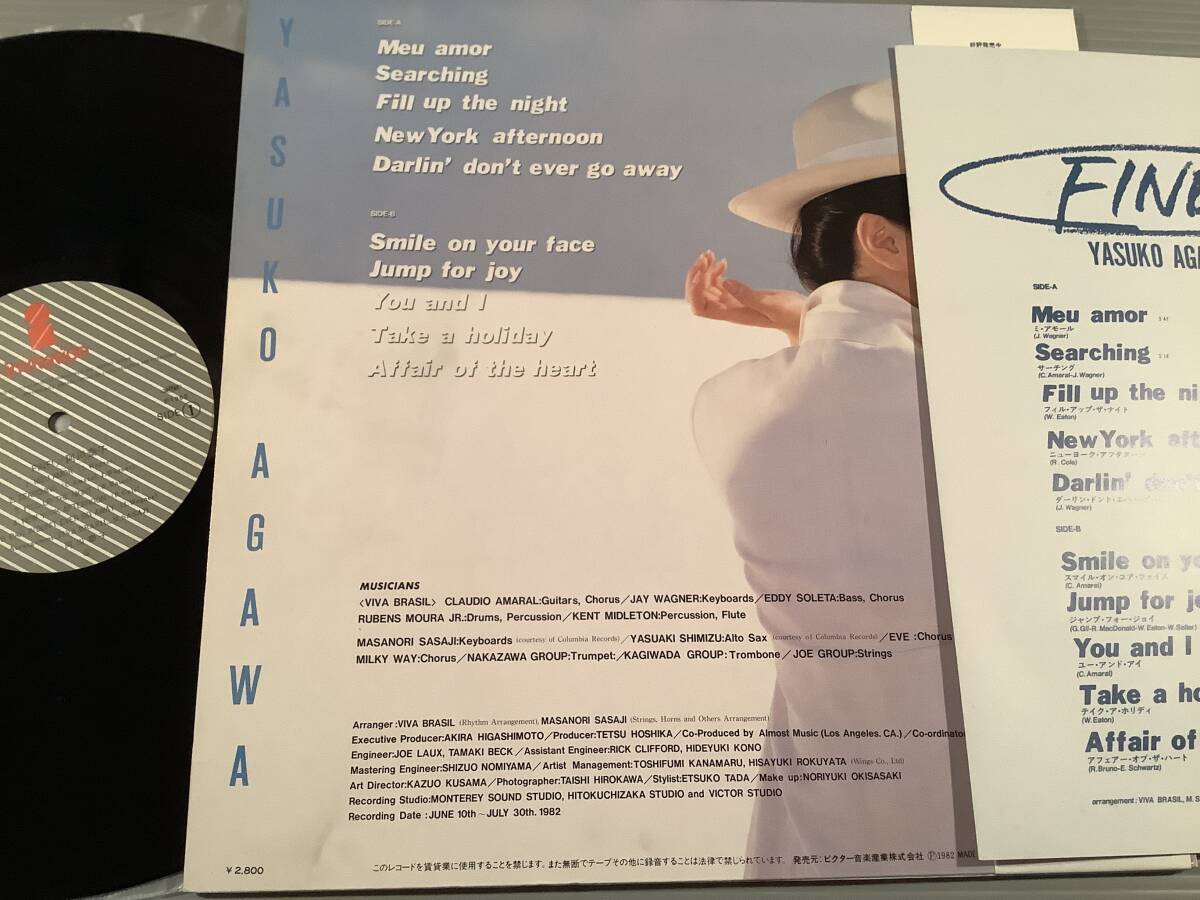 YASUKO AGAWA
SIDE-A
Meu amor
Searching
Fill up the night
New York afternoon
Darlin' don't ever go away
SIDE-B
Smile on your face
Jump for joy
You and I
Take a holiday
Affair of the heart
MUSICIANS
〈VIVA BRASIL〉 CLAUDIO AMARAL:Guitars, Chorus／JAY WAGNER:Keyboards／EDDY SOLETA:Bass, Chorus
RUBENS MOURA JR.:Drums, Percussion／KENT MIDLETON:Percussion, Flute
MASANORI SASAJI:Keyboards (courtesy of Columbia Records)／YASUAKI SHIMIZU:Alto Sax (courtesy of Columbia Records)／EVE :Chorus
MILKY WAY:Chorus／NAKAZAWA GROUP:Trumpet／KAGIWADA GROUP:Trombone／JOE GROUP:Strings
Arranger:VIVA BRASIL (Rhythm Arrangement), MASANORI SASAJI (Strings, Horns and Others Arrangement)
Executive Producer:AKIRA HIGASHIMOTO／Producer:TETSU HOSHIKA／Co-Produced by Almost Music (Los Angeles. CA.)／Co-ordinator
Engineer:JOE LAUX, TAMAKI BECK／Assistant Engineer:RICK CLIFFORD, HIDEYUKI KONO
Mastering Engineer:SHIZUO NOMIYAMA／Artist Management:TOSHIFUMI KANAMARU, HISAYUKI ROKUYATA (Wings Co., Ltd)
Art Director:KAZUO KUSAMA／Photographer:TAISHI HIROKAWA／Stylist:ETSUKO TADA／Make up:NORIYUKI OKISASAKI
Recording Studio:MONTEREY SOUND STUDIO, HITOKUCHIZAKA STUDIO and VICTOR STUDIO
Recording Date :JUNE 10th～JULY 30th. 1982
¥2,800
このレコードを賃貸業に使用することを禁じます。また無断でテープその他に録音することは法律で禁じられています。 発売元:ビクター音楽産業株式会社 Ⓟ1982 MADE
SIDE ①
YASUKO AGA
SIDE-A
Meu amor
ミ・アモール
(J. Wagner)
Searching
サーチング
(C. Amaral-J. Wagner)
Fill up the ni
フィル・アップ・ザ・ナイト
(W. Eaton)
New York aft
ニューヨーク・アフタヌーン
(R. Cole)
Darlin'
(J. Wagner)
SIDE-B
Smile on yo
スマイル・オン・ユア・フェイス
(C. Amaral)
Jump for j
ジャンプ・フォー・ジョイ
(G.Gil-R. MacDonald-W. Eaton-W. Salter)
You and I
ユー・アンド・アイ
(C. Amaral)
Take a ho
テイク・ア・ホリディ
(W. Eaton)
Affair of
アフェアー・オブ・ザ・ハート
(R. Bruno-E. Schwartz)
arrangement : VIVA BRASIL, M. S